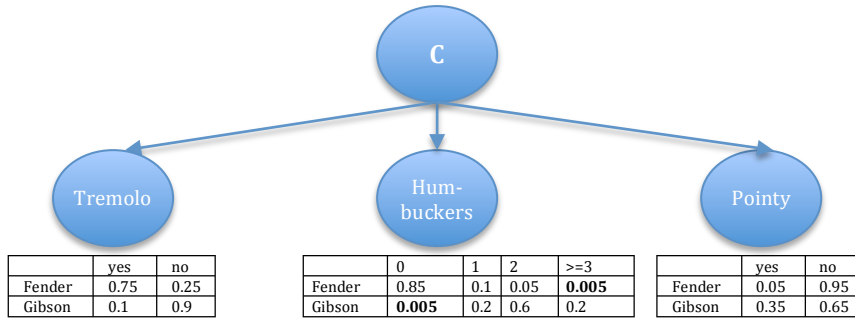 C
Tremolo
Hum-
buckers
Pointy
yes no
Fender 0.75 0.25
Gibson 0.1 0.9
0 1 2 >=3
Fender 0.85 0.1 0.05 0.005
Gibson 0.005 0.2 0.6 0.2
yes no
Fender 0.05 0.95
Gibson 0.35 0.65